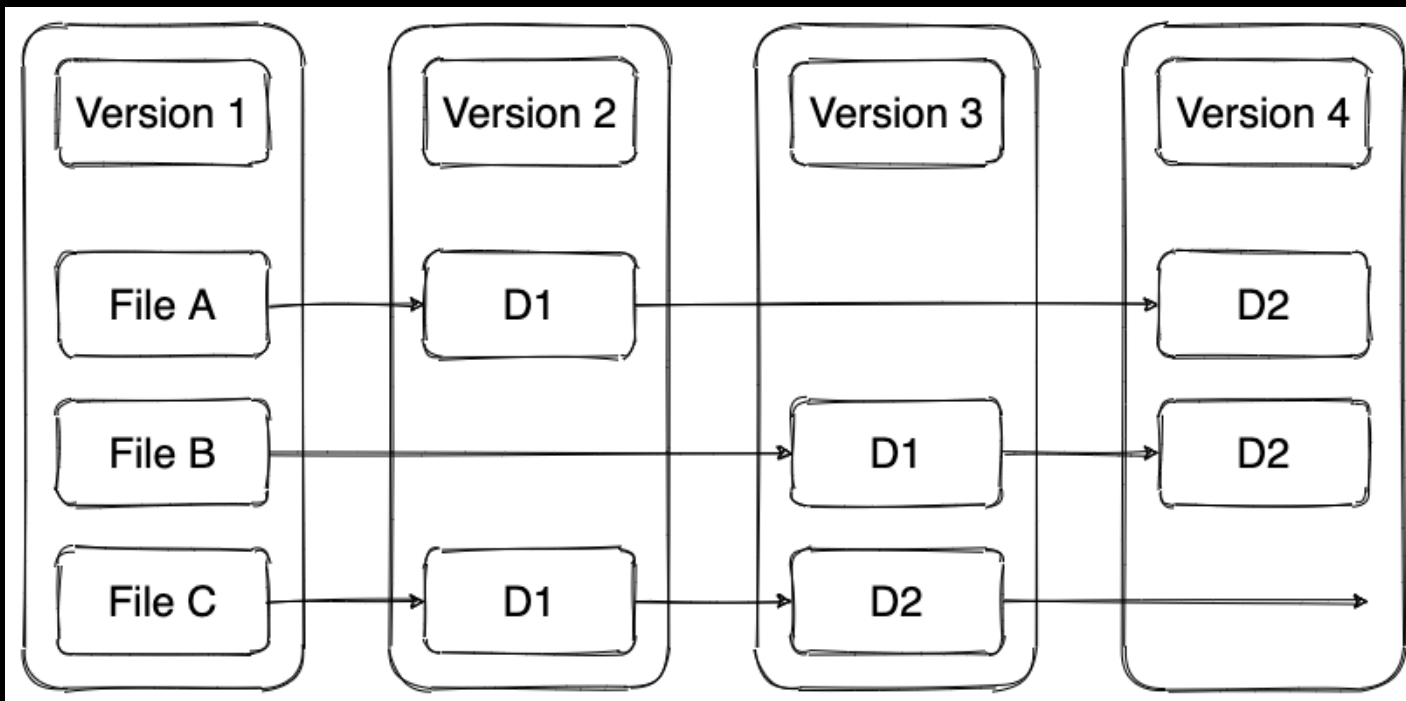 Version 1
Version 2
Version 3
Version 4
File A
D1
D2
File B
D1
D2
File C
D1
D2